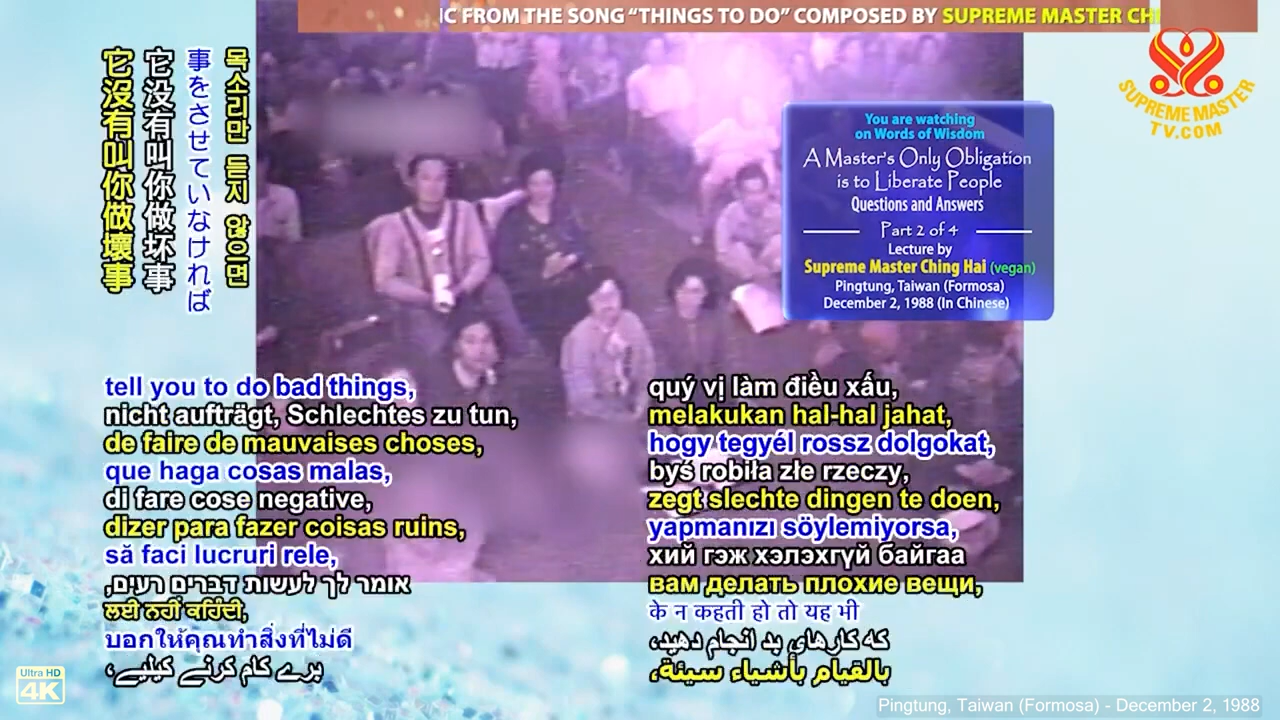 IC FROM THE SONG “THINGS TO DO” COMPOSED BY SUPREME MASTER CHI
SUPREME MASTER
TV.COM
목소리만 듣지 않으면
事をさせていなければ
它没有叫你做坏事
它沒有叫你做壞事
You are watching
on Words of Wisdom
A Master's Only Obligation
is to Liberate People
Questions and Answers
Part 2 of 4
Lecture by
Supreme Master Ching Hai (vegan)
Pingtung, Taiwan (Formosa)
December 2, 1988 (In Chinese)
tell you to do bad things,
nicht aufträgt, Schlechtes zu tun,
de faire de mauvaises choses,
que haga cosas malas,
di fare cose negative,
dizer para fazer coisas ruins,
să faci lucruri rele,
אומר לך לעשות דברים רעים,
ਲਈ ਨਹੀਂ ਕਹਿੰਦੀ,
บอกให้คุณทำสิ่งที่ไม่ดี
برے کام کرنے کیلیے،
quý vị làm điều xấu,
melakukan hal-hal jahat,
hogy tegyél rossz dolgokat,
byś robiła złe rzeczy,
zegt slechte dingen te doen,
yapmanızı söylemiyorsa,
хий гэж хэлэхгүй байгаа
вам делать плохие вещи,
के न कहती हो तो यह भी
که کارهای بد انجام دهید،
بالقيام بأشياء سيئة،
Ultra HD
4K
Pingtung, Taiwan (Formosa) - December 2, 1988